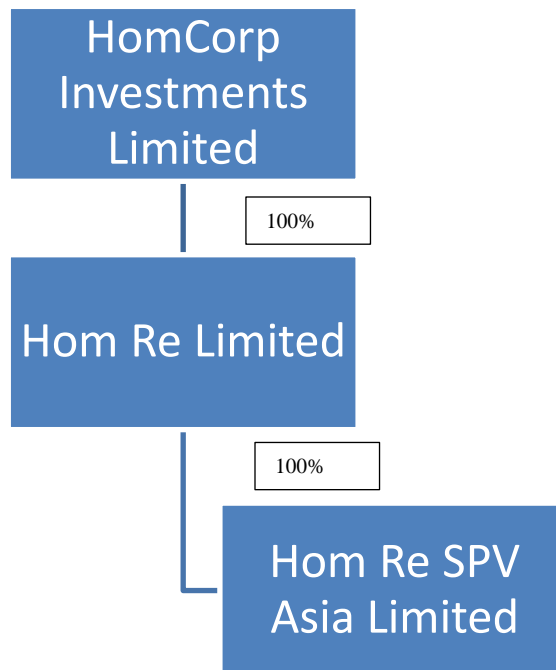 HomCorp
Investments
Limited
100%
Hom Re Limited
100%
Hom Re SPV
Asia Limited